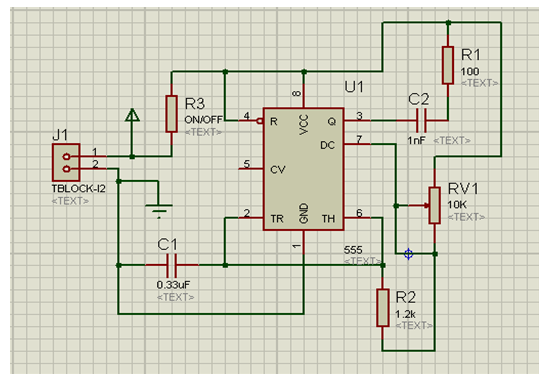 R1
100
<TEXT>
U1
C2
1nF
<TEXT>
R3
ON/OFF
<TEXT>
8
VCC
4
R
Q
3
DC
7
J1
1
2
TBLOCK-I2
<TEXT>
5
CV
RV1
10K
<TEXT>
2
TR
GND
TH
6
1
555
<TEXT>
C1
0.33uF
<TEXT>
R2
1.2k
<TEXT>